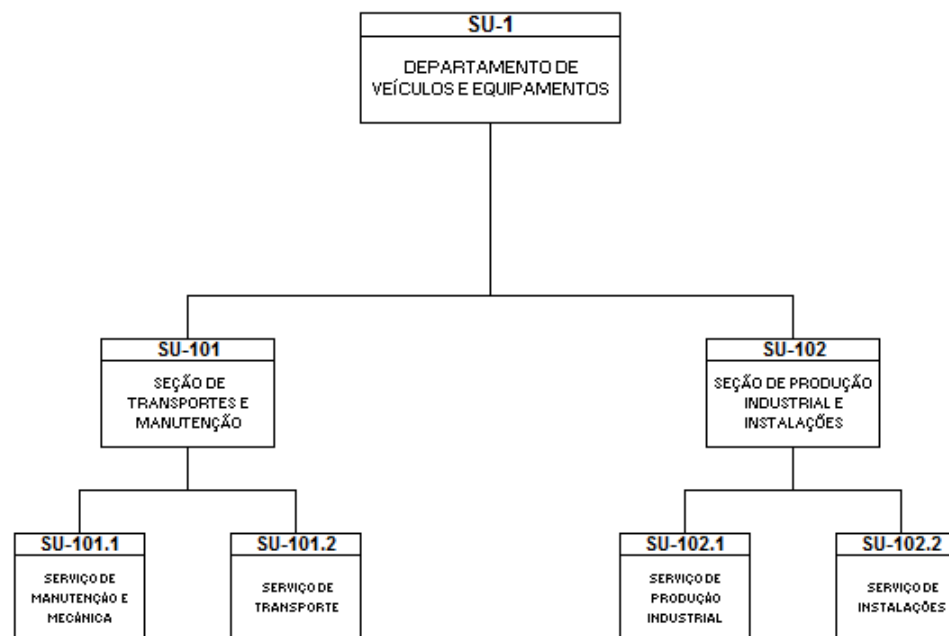 SU-1
DEPARTAMENTO DE
VEÍCULOS E EQUIPAMENTOS
SU-101
SEÇÃO DE
TRANSPORTES E
MANUTENÇÃO
SU-102
SEÇÃO DE PRODUÇÃO
INDUSTRIAL E
INSTALAÇÕES
SU-101.1
SERVIÇO DE
MANUTENÇÃO E
MECÂNICA
SU-101.2
SERVIÇO DE
TRANSPORTE
SU-102.1
SERVIÇO DE
PRODUÇÃO
INDUSTRIAL
SU-102.2
SERVIÇO DE
INSTALAÇÕES